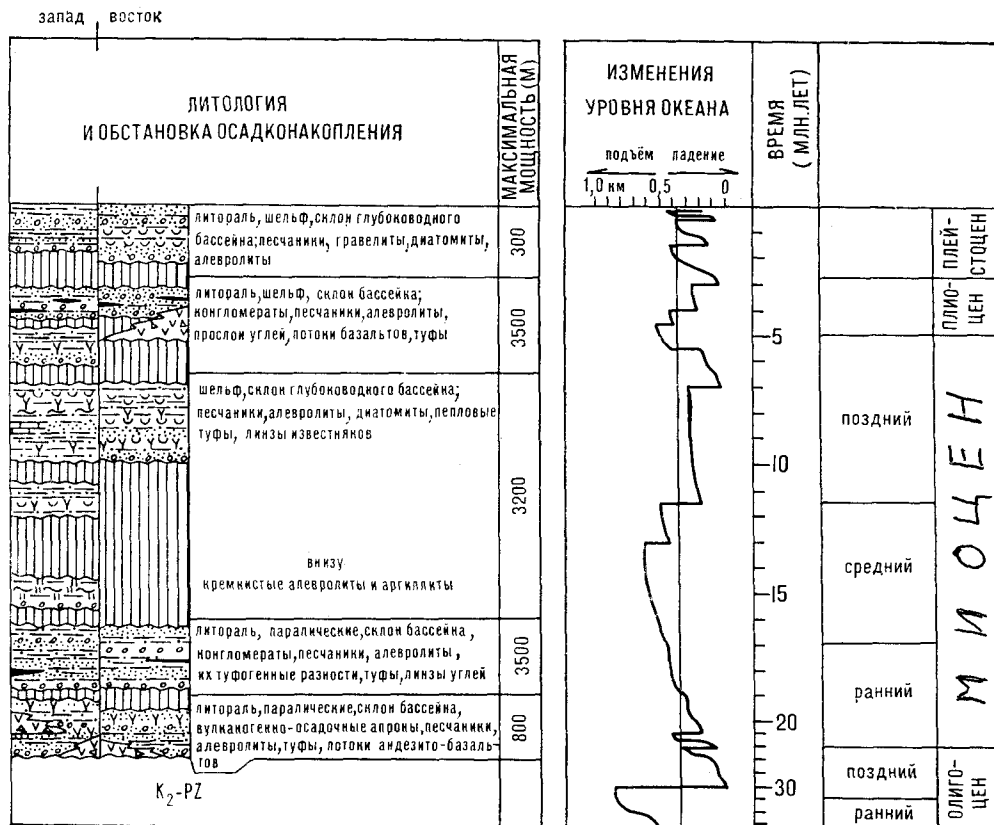 запад восток
ЛИТОЛОГИЯ
И ОБСТАНОВКА ОСАДКОНАКОПЛЕНИЯ
МАКСИМАЛЬНАЯ
МОЩНОСТЬ (М)
литораль, шельф, склон глубоководного
бассейна; песчаники, гравелиты, диатомиты,
алевролиты
300
литораль, шельф, склон бассейна;
конгломераты, песчаники, алевролиты,
прослои углей, потоки базальтов, туфы
3500
шельф, склон глубоководного бассейна;
песчаники, алевролиты, диатомиты, пепловые
туфы, линзы известняков
3200
внизу
кремнистые алевролиты и аргиллиты
литораль, паралические, склон бассейна,
конгломераты, песчаники, алевролиты,
их туфогенные разности, туфы, линзы углей
3500
литораль, паралические, склон бассейна,
вулканогенно-осадочные апроны, песчаники,
алевролиты, туфы, потоки андезито-базаль-
тов
800
K2-PZ
ИЗМЕНЕНИЯ
УРОВНЯ ОКЕАНА
подъём падение
1,0 км 0,5 0
ВРЕМЯ
(МЛН.ЛЕТ)
5
10
15
20
30
ПЛЕЙ-
СТОЦЕН
ПЛИО-
ЦЕН
поздний
средний
ранний
МИОЦЕН
поздний
ранний
ОЛИГО-
ЦЕН